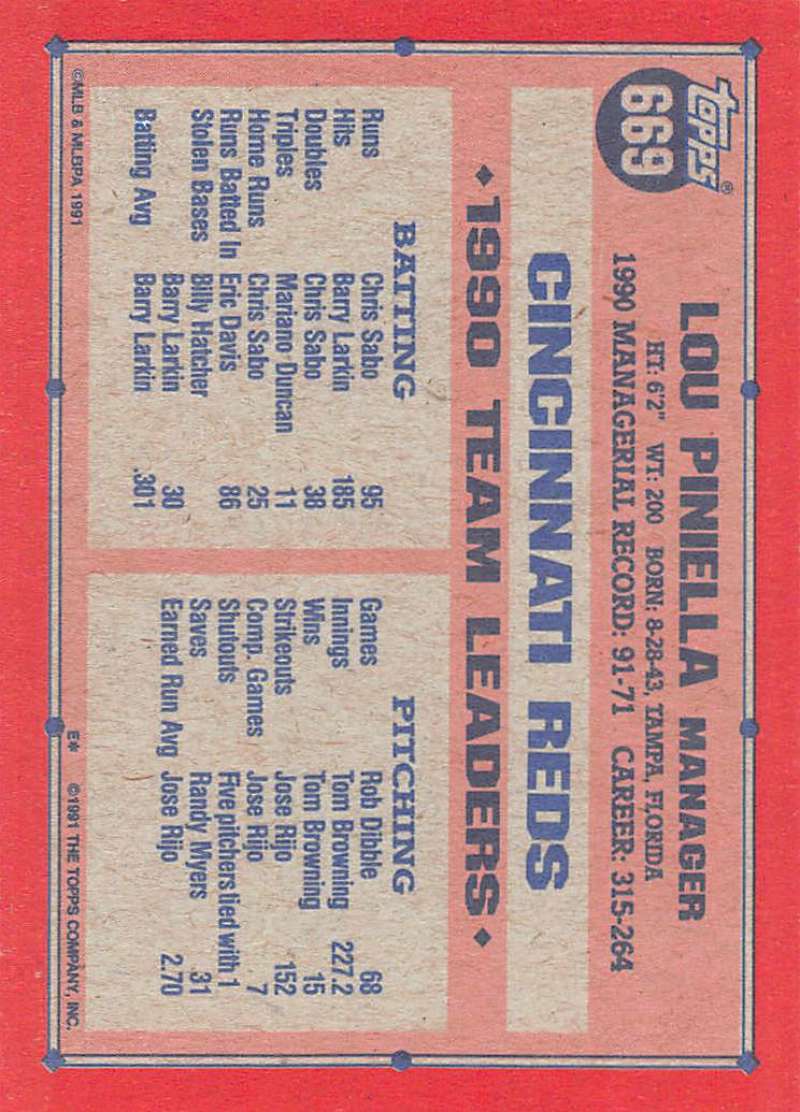 TOPPS®
669
LOU PINIELLA MANAGER
HT: 6'2" WT: 200 BORN: 8-28-43, TAMPA, FLORIDA
1990 MANAGERIAL RECORD: 91-71 CAREER: 315-264
CINCINNATI REDS
◆1990 TEAM LEADERS◆
BATTING
Runs Chris Sabo 95
Hits Barry Larkin 185
Doubles Chris Sabo 38
Triples Mariano Duncan 11
Home Runs Chris Sabo 25
Runs Batted In Eric Davis 86
Stolen Bases Billy Hatcher
Barry Larkin 30
Batting Avg Barry Larkin .301
PITCHING
Games Rob Dibble 68
Innings Tom Browning 227.2
Wins Tom Browning 15
Strikeouts Jose Rijo 152
Comp. Games Jose Rijo 7
Shutouts Five pitchers tied with 1
Saves Randy Myers 31
Earned Run Avg Jose Rijo 2.70
©MLB & MLBPA 1991
E* ©1991 THE TOPPS COMPANY, INC.